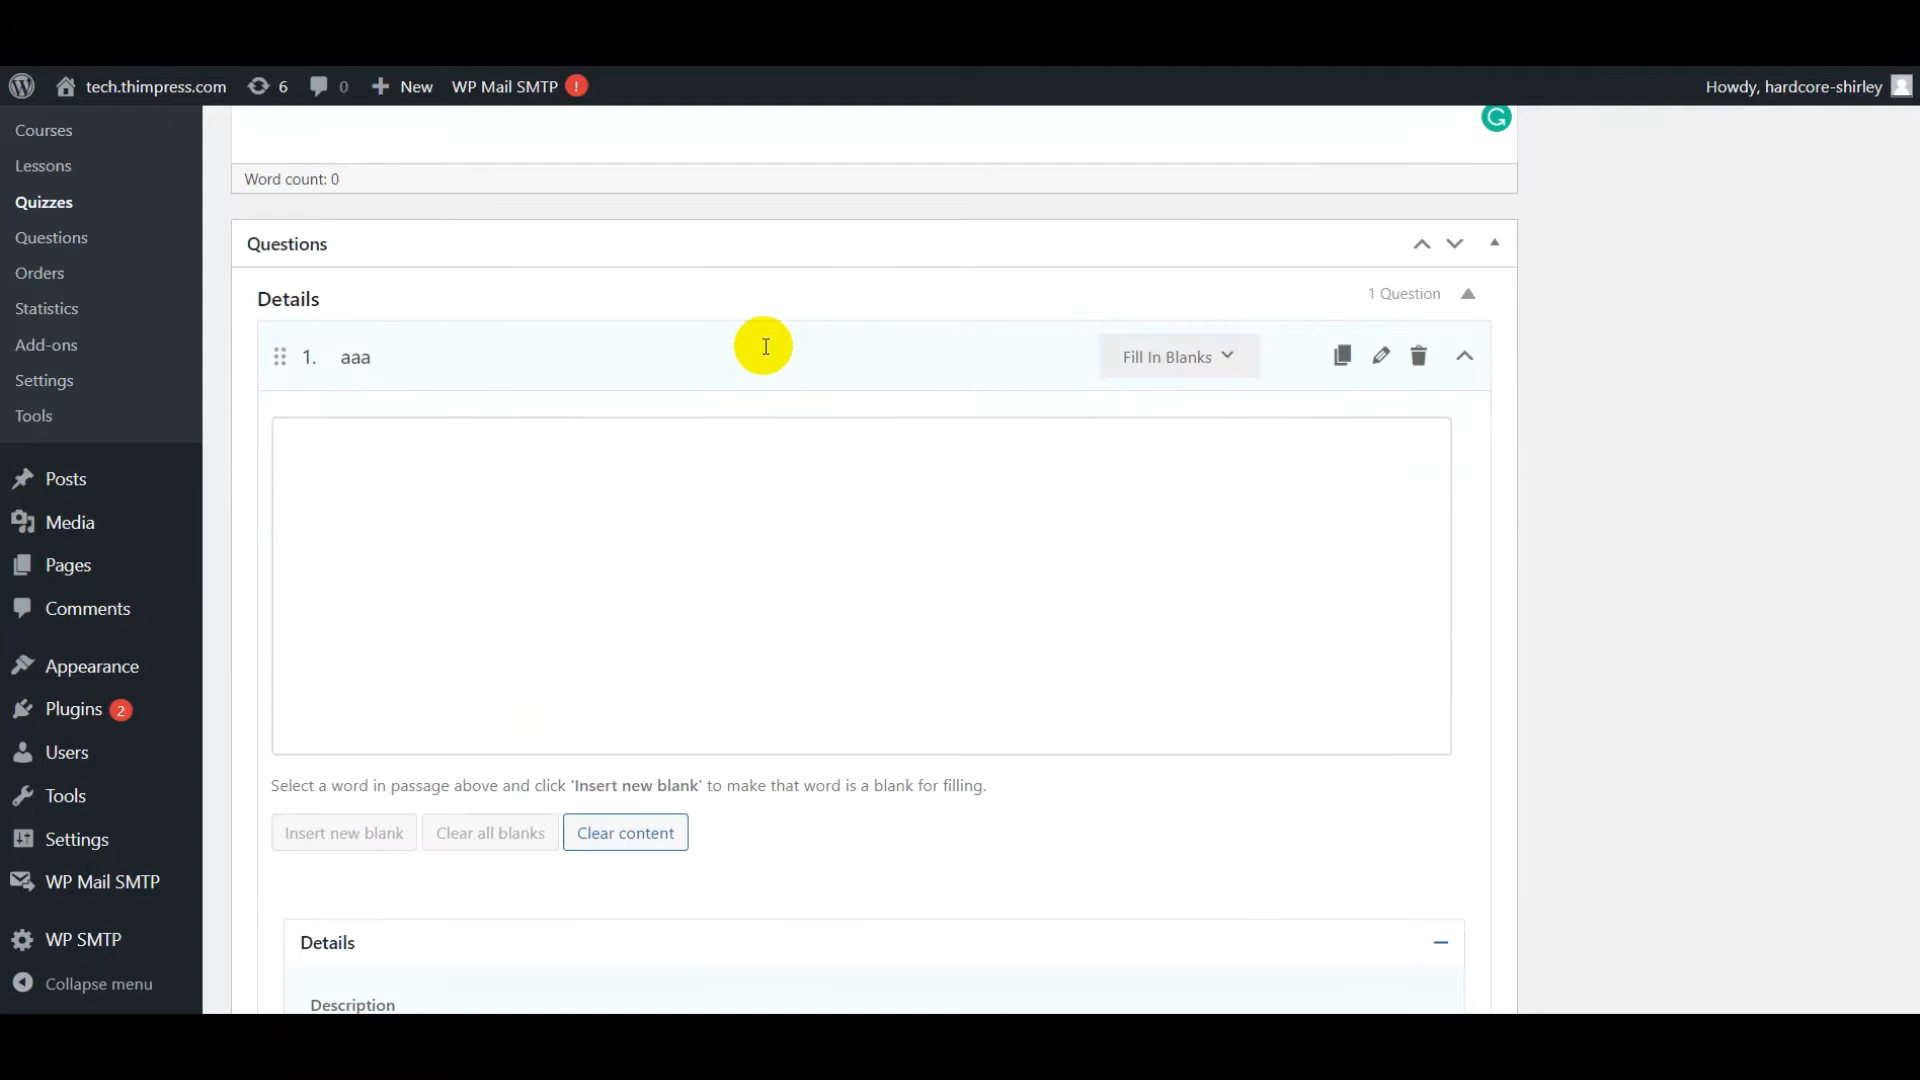 tech.thimpress.com 6 0 New WP Mail SMTP ! Howdy, hardcore-shirley
Courses
Lessons
Quizzes
Questions
Orders
Statistics
Add-ons
Settings
Tools
Posts
Media
Pages
Comments
Appearance
Plugins 2
Users
Tools
Settings
WP Mail SMTP
WP SMTP
Collapse menu
Word count: 0
Questions
Details 1 Question
1. aaa Fill In Blanks
Select a word in passage above and click 'Insert new blank' to make that word is a blank for filling.
Insert new blank Clear all blanks Clear content
Details
Description